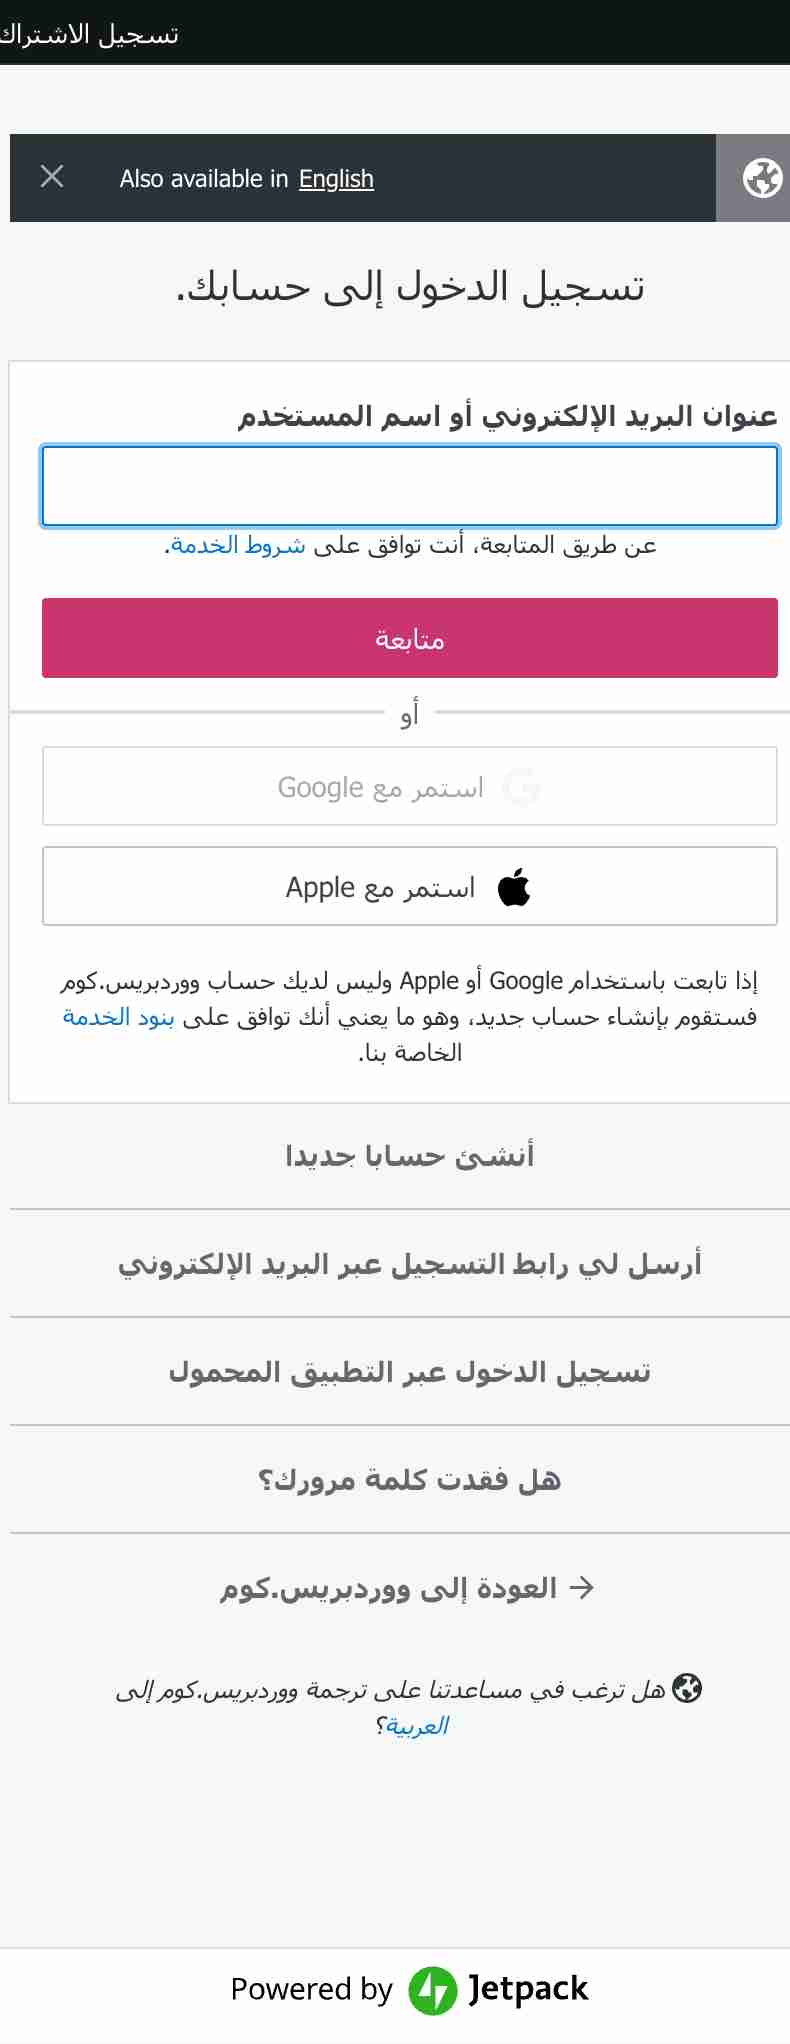 تسجيل الاشتراك
Also available in English
تسجيل الدخول إلى حسابك.
عنوان البريد الإلكتروني أو اسم المستخدم
عن طريق المتابعة، أنت توافق على شروط الخدمة.
متابعة
أو
استمر مع Google
استمر مع Apple
إذا تابعت باستخدام Google أو Apple وليس لديك حساب ووردبريس.كوم
فستقوم بإنشاء حساب جديد، وهو ما يعني أنك توافق على بنود الخدمة
الخاصة بنا.
أنشئ حسابا جديدا
أرسل لي رابط التسجيل عبر البريد الإلكتروني
تسجيل الدخول عبر التطبيق المحمول
هل فقدت كلمة مرورك؟
العودة إلى ووردبريس.كوم
هل ترغب في مساعدتنا على ترجمة ووردبريس.كوم إلى
العربية؟
Powered by Jetpack